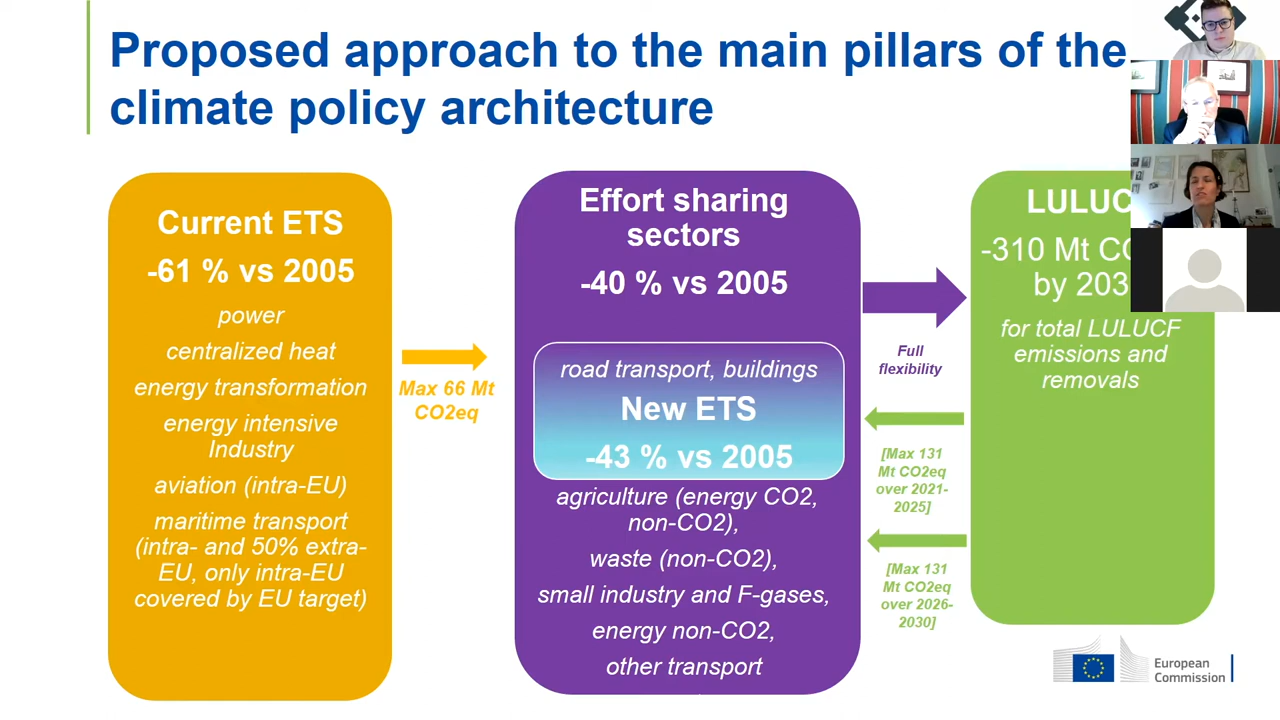 Proposed approach to the main pillars of the
climate policy architecture
Current ETS
-61 % vs 2005
power
centralized heat
energy transformation
energy intensive
Industry
aviation (intra-EU)
maritime transport
(intra- and 50% extra-
EU, only intra-EU
covered by EU target)
Max 66 Mt
CO2eq
Effort sharing
sectors
-40 % vs 2005
road transport, buildings
New ETS
-43 % vs 2005
agriculture (energy CO2,
non-CO2),
waste (non-CO2),
small industry and F-gases,
energy non-CO2,
other transport
Full
flexibility
[Max 131
Mt CO2eq
over 2021-
2025]
[Max 131
Mt CO2eq
over 2026-
2030]
LULUC
-310 Mt
by
for total LULUCF
emissions and
removals
European
Commission